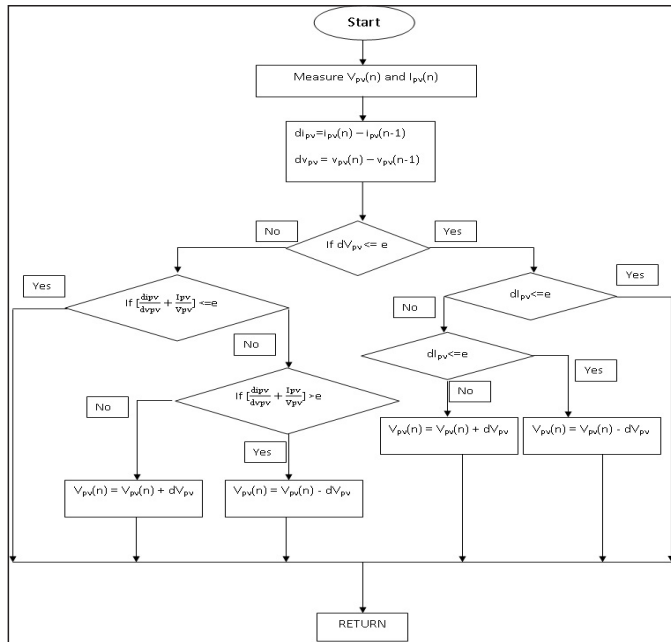 Start
Measure Vpv(n) and Ipv(n)
dipv=ipv(n) – ipv(n-1)
dvpv = vpv(n) – vpv(n-1)
No
If dVpv <= e
Yes
Yes
If [dipv/dvpv + Ipv/Vpv] <=e
dIpv<=e
Yes
No
No
dIpv<=e
Yes
No
If [dipv/dvpv + Ipv/Vpv] >e
No
Yes
Vpv(n) = Vpv(n) + dVpv
Vpv(n) = Vpv(n) - dVpv
Vpv(n) = Vpv(n) + dVpv
Vpv(n) = Vpv(n) - dVpv
RETURN